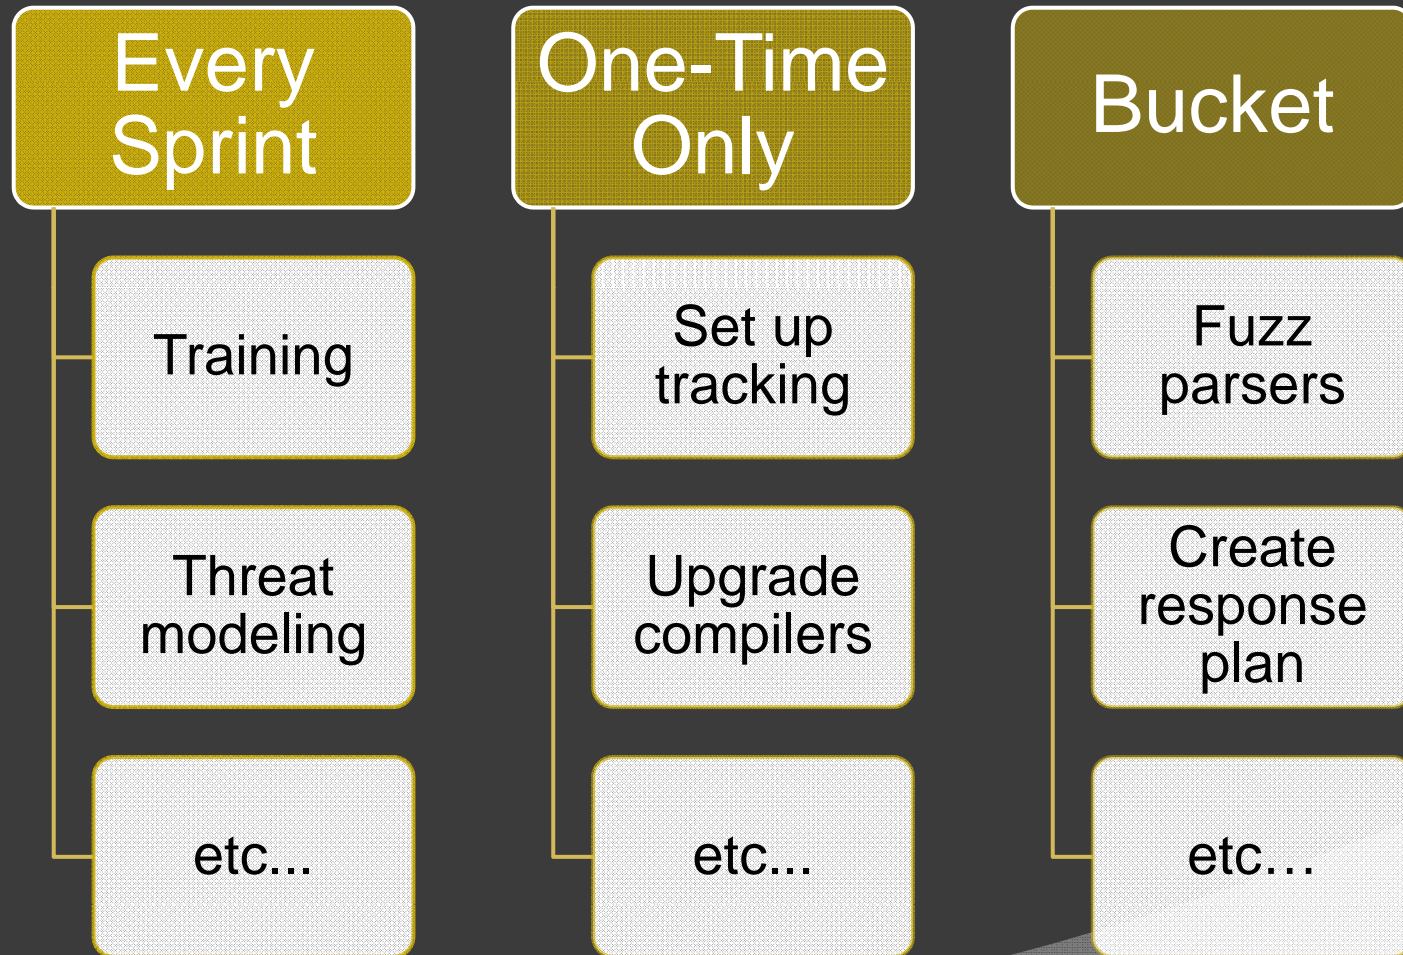 Every
Sprint
Training
Threat
modeling
etc...
One-Time
Only
Set up
tracking
Upgrade
compilers
etc...
Bucket
Fuzz
parsers
Create
response
plan
etc…